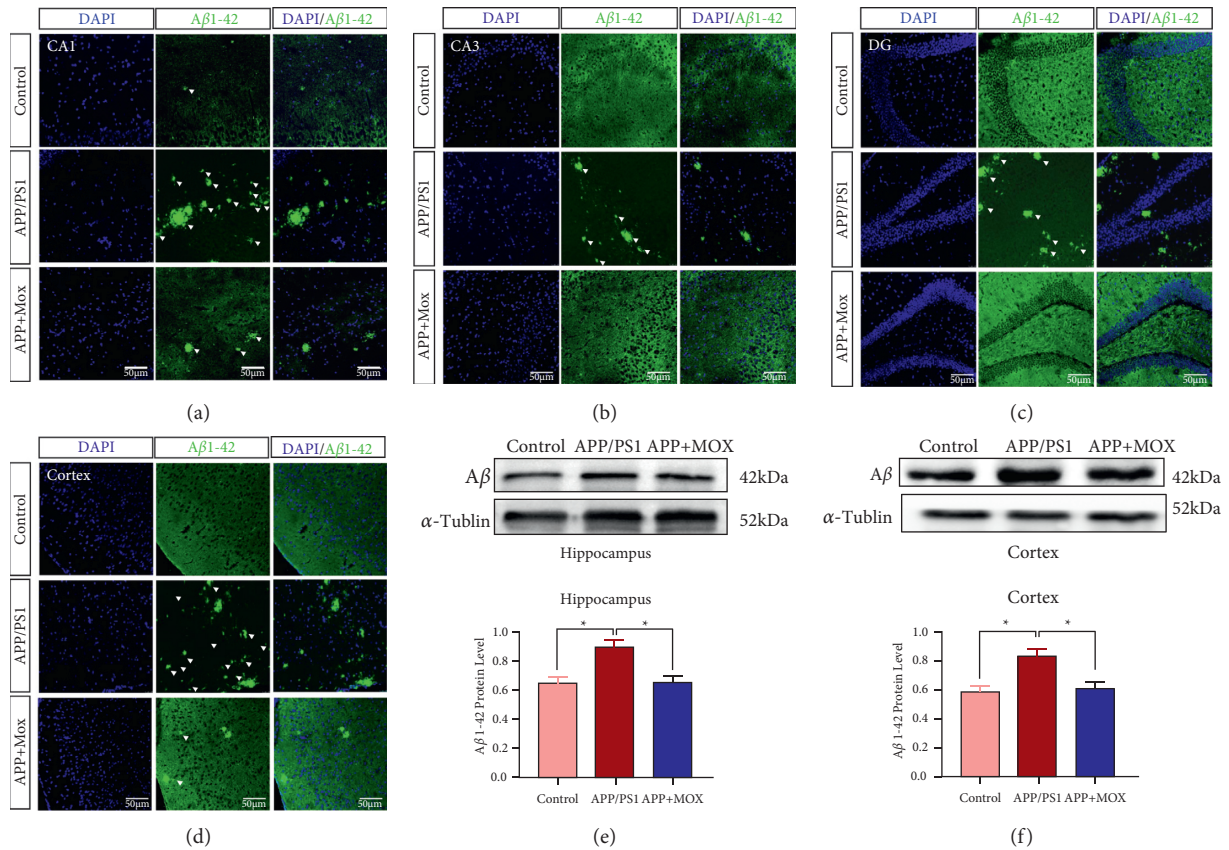 DAPI Aβ1-42 DAPI/Aβ1-42
CA1
Control
APP/PS1
APP+Mox
50μm 50μm 50μm
(a)
DAPI Aβ1-42 DAPI/Aβ1-42
CA3
Control
APP/PS1
APP+Mox
50μm 50μm 50μm
(b)
DAPI Aβ1-42 DAPI/Aβ1-42
DG
Control
APP/PS1
APP+Mox
50μm 50μm 50μm
(c)
DAPI Aβ1-42 DAPI/Aβ1-42
Cortex
Control
APP/PS1
APP+Mox
50μm 50μm 50μm
(d)
Control APP/PS1 APP+MOX
Aβ 42kDa
α-Tublin 52kDa
Hippocampus
Hippocampus
* *
Aβ 1-42 Protein Level
1.0
0.8
0.6
0.4
0.2
0.0
Control APP/PS1 APP+MOX
(e)
Control APP/PS1 APP+MOX
Aβ 42kDa
α-Tublin 52kDa
Cortex
Cortex
* *
Aβ 1-42 Protein Level
1.0
0.8
0.6
0.4
0.2
0.0
Control APP/PS1 APP+MOX
(f)